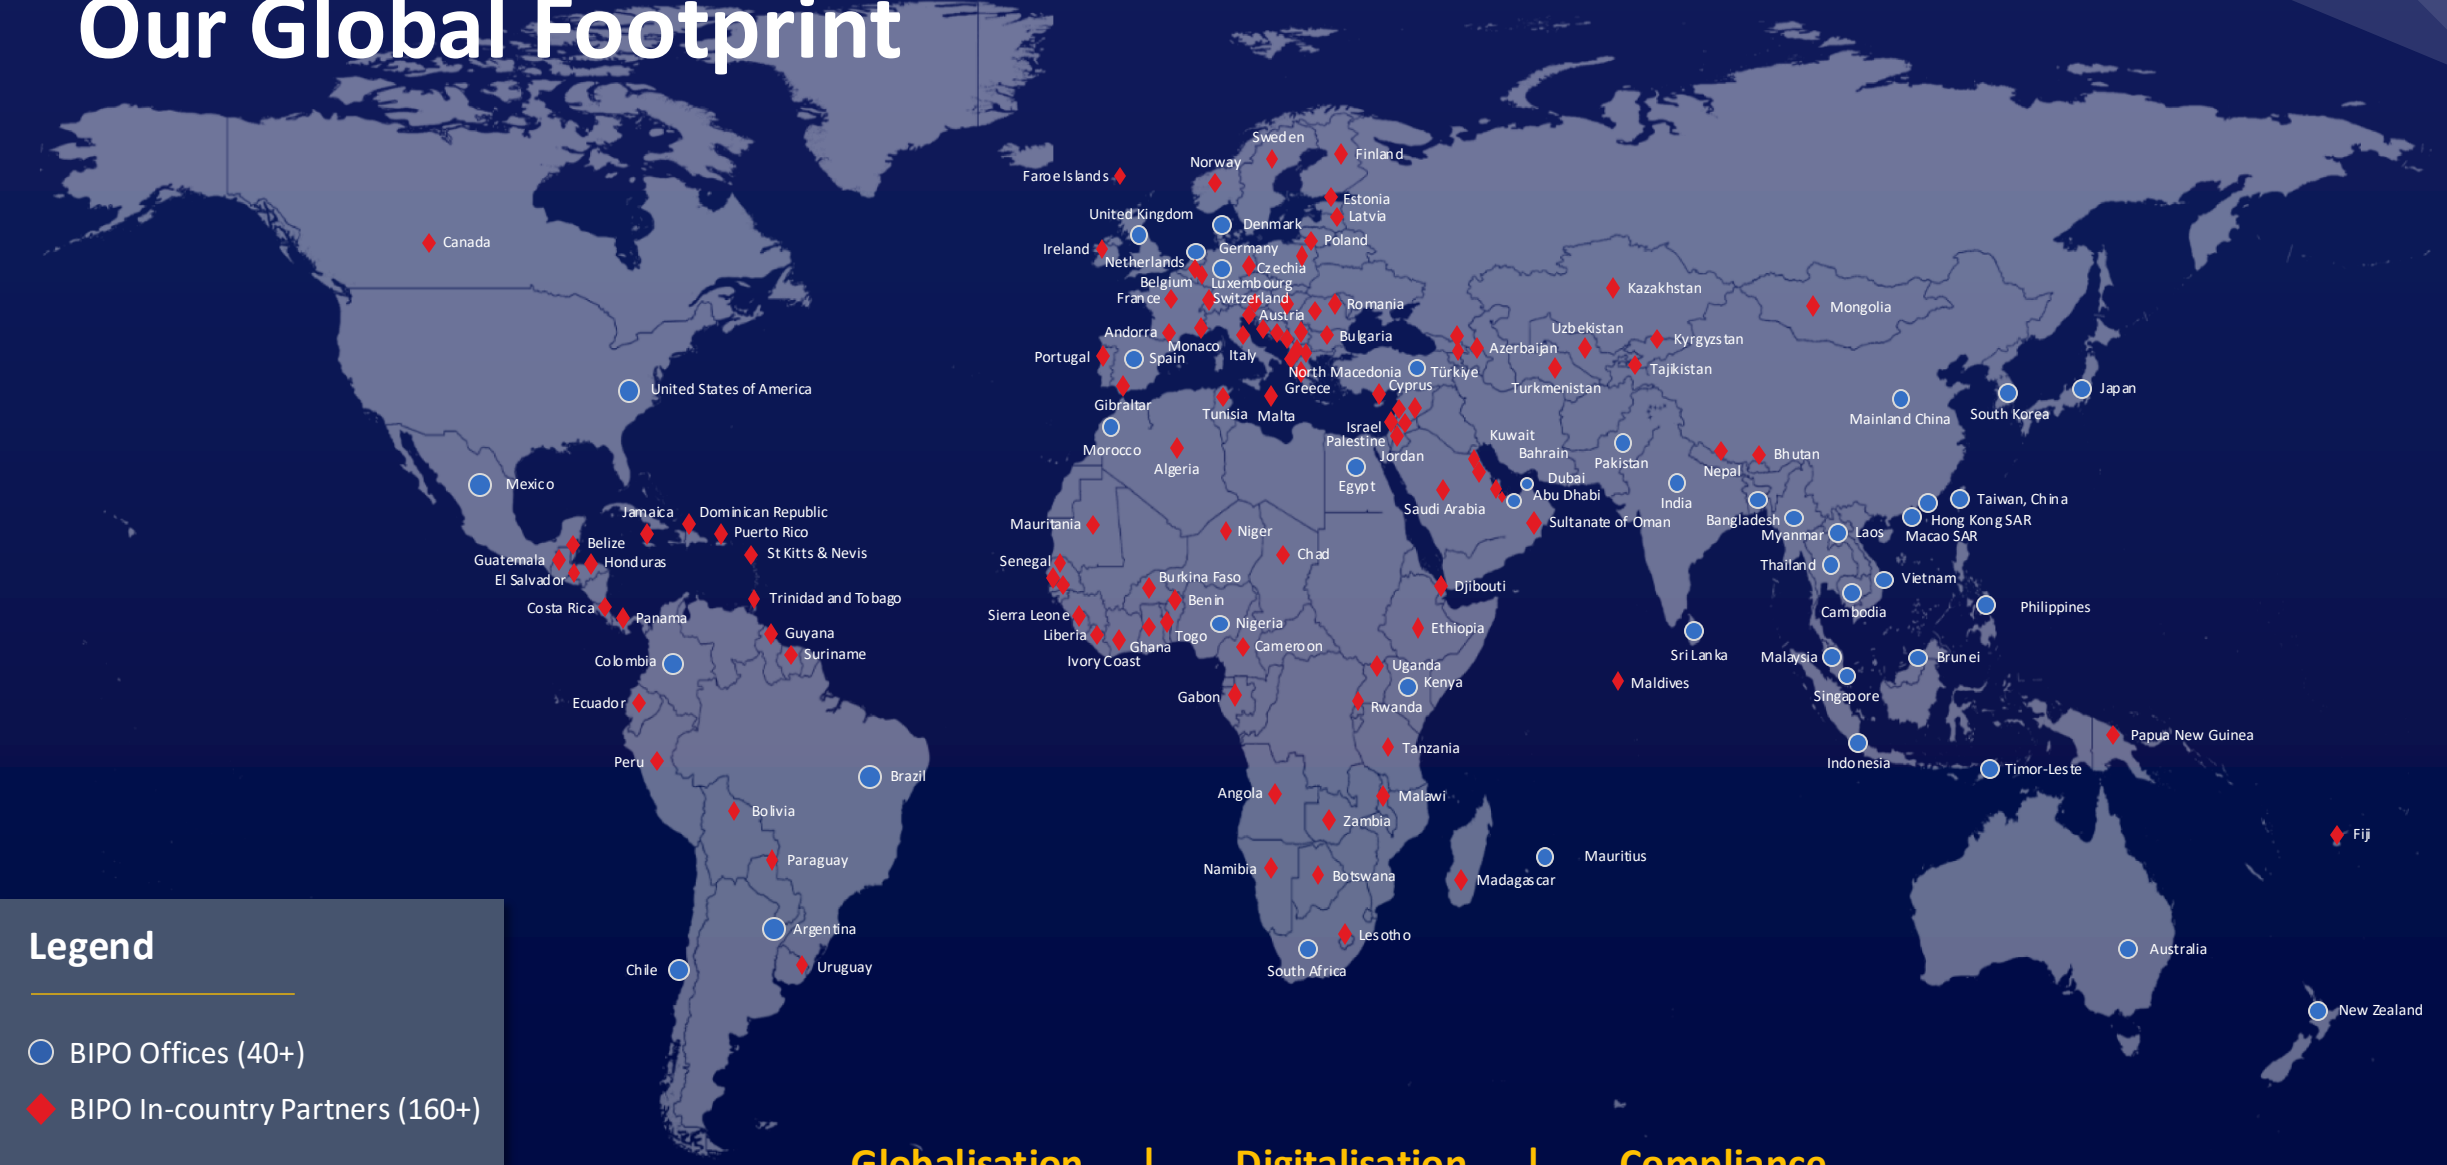 Our Global Footprint
Sweden
Finland
Norway
Faroe Islands
Estonia
United Kingdom
Latvia
Denmark
Poland
Ireland
Germany
Canada
Netherlands
Czechia
Belgium
Luxembourg
Kazakhstan
France
Switzerland
Romania
Mongolia
Austria
Uzbekistan
Andorra
Bulgaria
Kyrgyzstan
Monaco
Azerbaijan
Portugal
Spain
Italy
Tajikistan
North Macedonia
Türkiye
Cyprus
Greece
Turkmenistan
Japan
United States of America
Gibraltar
Tunisia
Malta
Mainland China
South Korea
Israel
Kuwait
Palestine
Morocco
Bahrain
Jordan
Bhutan
Pakistan
Algeria
Nepal
Dubai
Mexico
Egypt
Abu Dhabi
Taiwan, China
India
Saudi Arabia
Jamaica
Dominican Republic
Bangladesh
Hong Kong SAR
Mauritania
Sultanate of Oman
Puerto Rico
Niger
Laos
Myanmar
Macao SAR
Belize
St Kitts & Nevis
Chad
Guatemala
Honduras
Senegal
Thailand
El Salvador
Burkina Faso
Vietnam
Djibouti
Trinidad and Tobago
Benin
Costa Rica
Philippines
Cambodia
Sierra Leone
Panama
Nigeria
Ethiopia
Guyana
Liberia
Togo
Ghana
Cameroon
Suriname
Sri Lanka
Malaysia
Brunei
Colombia
Ivory Coast
Uganda
Kenya
Maldives
Gabon
Singapore
Ecuador
Rwanda
Papua New Guinea
Tanzania
Peru
Indonesia
Timor-Leste
Brazil
Angola
Malawi
Bolivia
Zambia
Fiji
Mauritius
Paraguay
Namibia
Botswana
Madagascar
Argentina
Lesotho
Australia
Chile
Uruguay
South Africa
New Zealand
Legend
BIPO Offices (40+)
BIPO In-country Partners (160+)
Globalisation | Digitalisation | Compliance